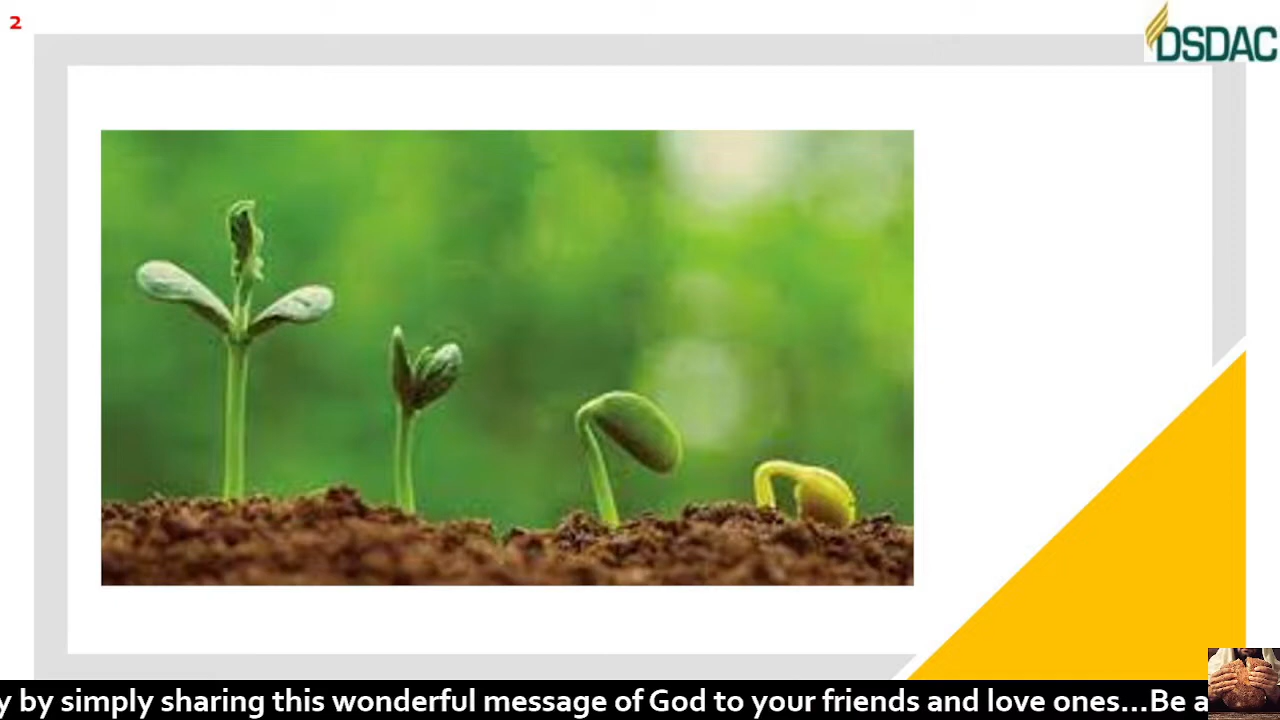 2
DSDAC
y by simply sharing this wonderful message of God to your friends and love ones...Be a